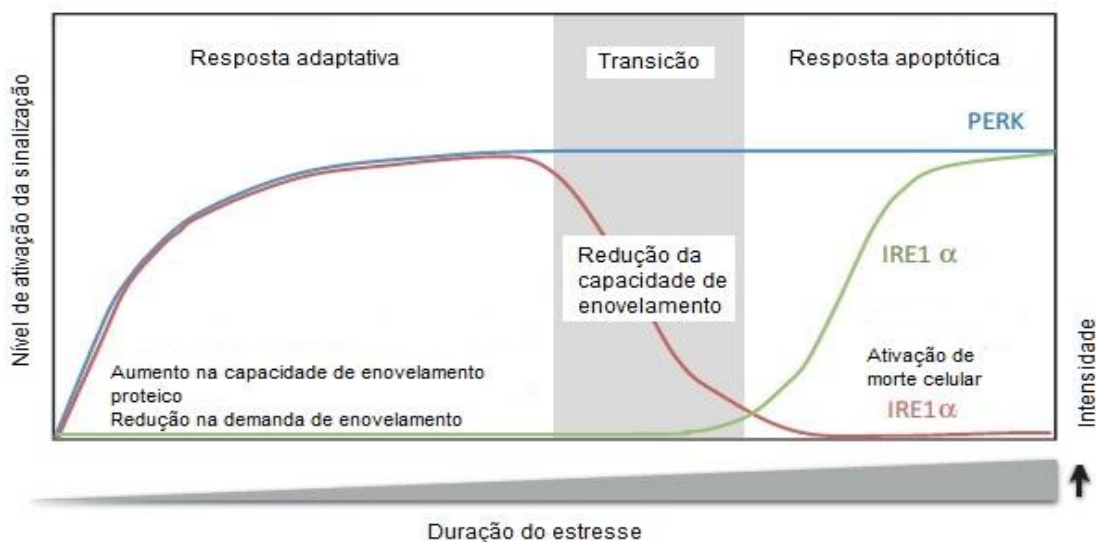 Resposta adaptativa
Transicão
Resposta apoptótica
PERK
Nível de ativação da sinalização
Redução da
capacidade de
enovelamento
IRE1 α
Aumento na capacidade de enovelamento
proteico
Redução na demanda de enovelamento
Ativação de
morte celular
IRE1α
Intensidade
Duração do estresse